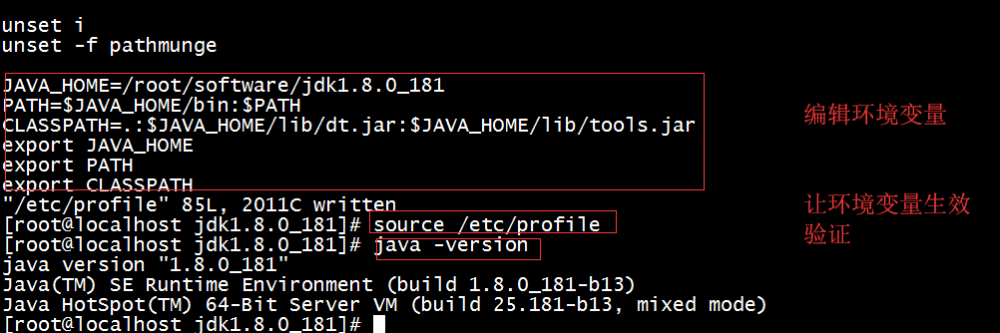 unset i
unset -f pathmunge
JAVA_HOME=/root/software/jdk1.8.0_181
PATH=$JAVA_HOME/bin:$PATH
CLASSPATH=.:$JAVA_HOME/lib/dt.jar:$JAVA_HOME/lib/tools.jar
编辑环境变量
export JAVA_HOME
export PATH
export CLASSPATH
"/etc/profile" 85L, 2011C written
让环境变量生效
[root@localhost jdk1.8.0_181]# source /etc/profile
验证
[root@localhost jdk1.8.0_181]# java -version
java version "1.8.0_181"
Java(TM) SE Runtime Environment (build 1.8.0_181-b13)
Java HotSpot(TM) 64-Bit Server VM (build 25.181-b13, mixed mode)
[root@localhost jdk1.8.0_181]#